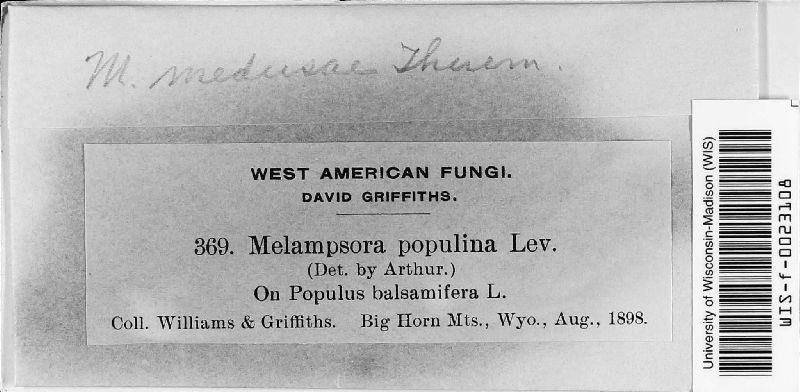 M. medusae Thuem.
WEST AMERICAN FUNGI.
DAVID GRIFFITHS.
369. Melampsora populina Lev.
(Det. by Arthur.)
On Populus balsamifera L.
Coll. Williams & Griffiths. Big Horn Mts., Wyo., Aug., 1898.
University of Wisconsin-Madison (WIS)
WIS-f-0023108